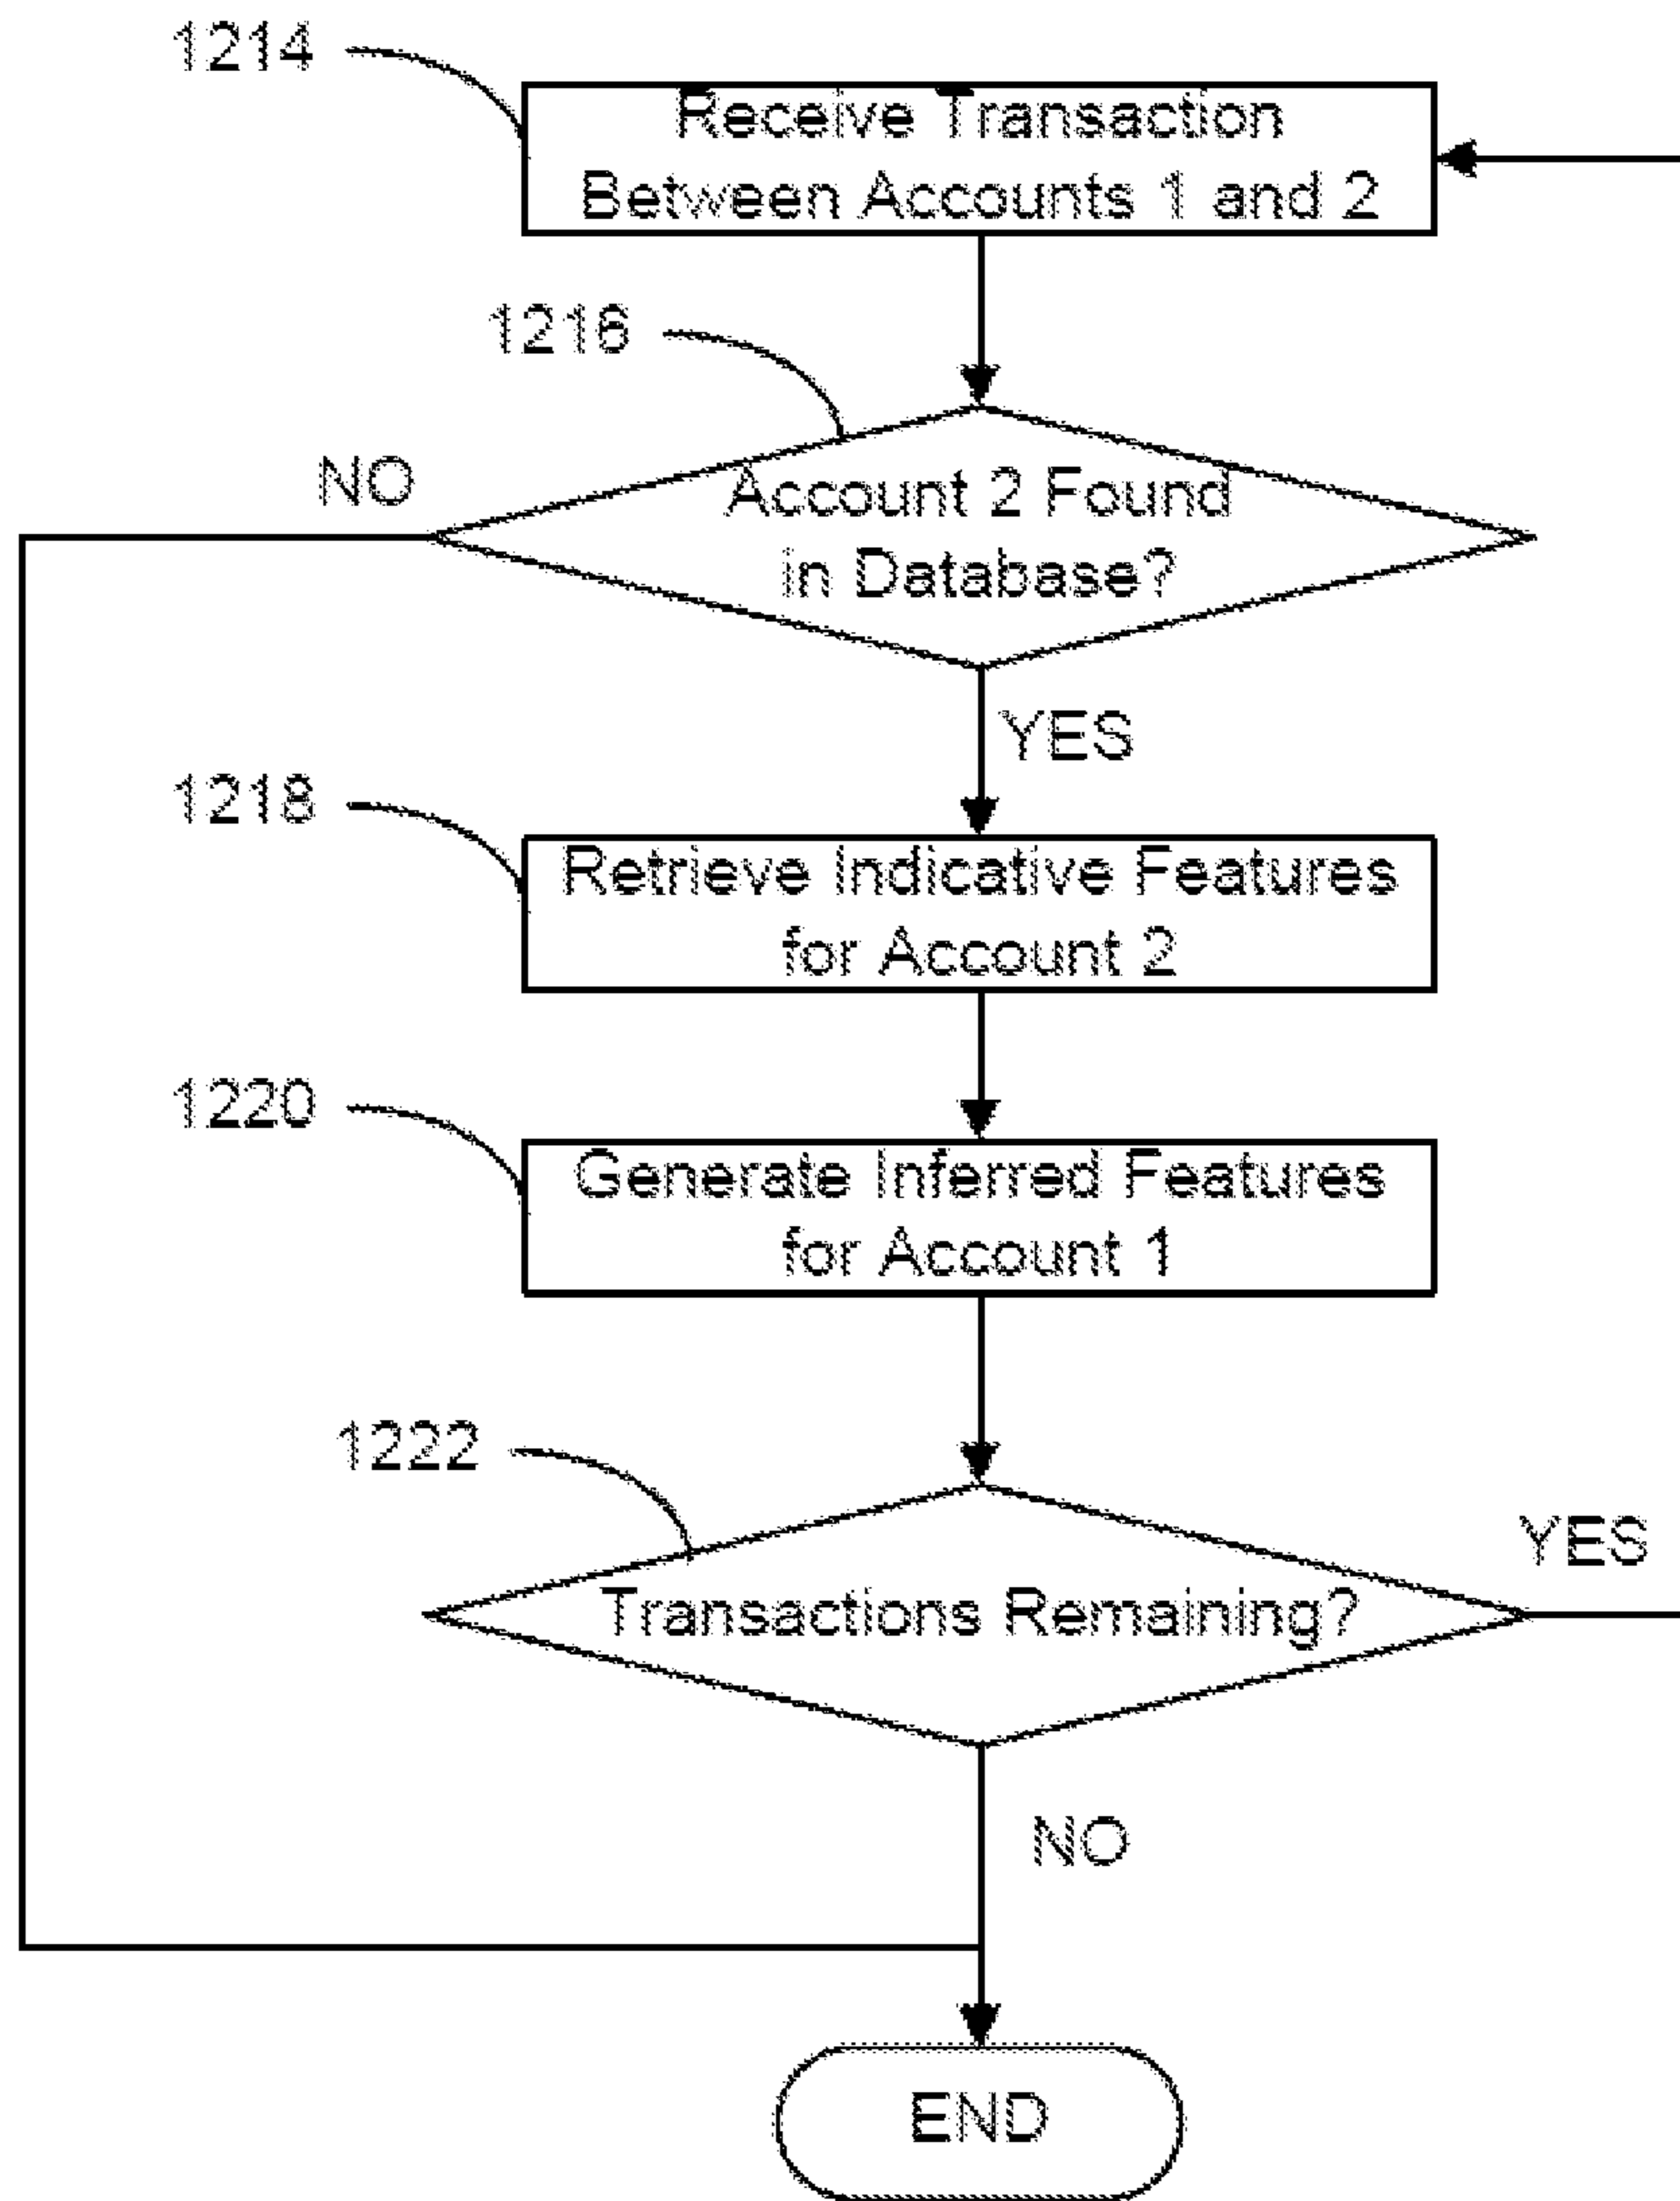 1214
Receive Transaction
Between Accounts 1 and 2
1216
NO
Account 2 Found
in Database?
YES
1218
Retrieve Indicative Features
for Account 2
1220
Generate Inferred Features
for Account 1
1222
YES
Transactions Remaining?
NO
END